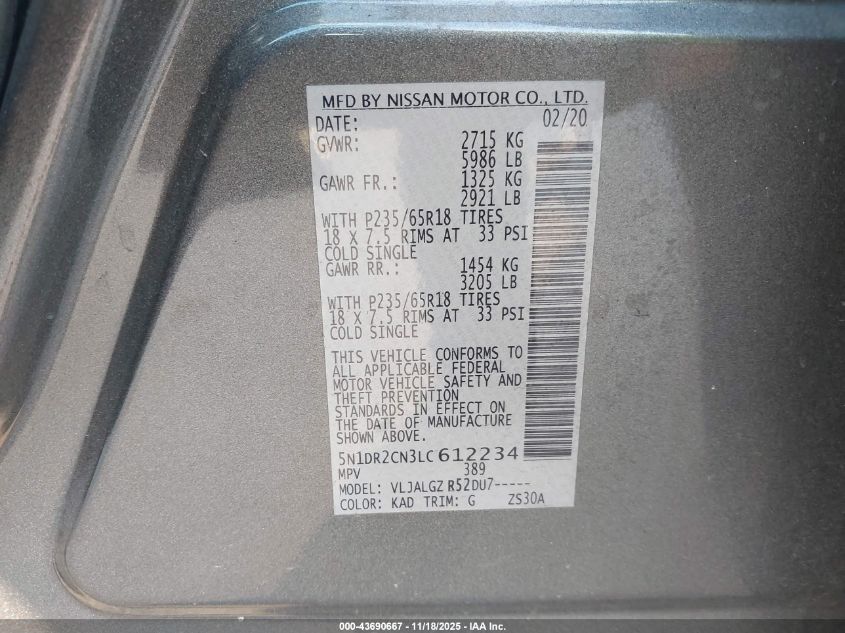 MFD BY NISSAN MOTOR CO., LTD.
DATE: 02/20
GVWR: 2715 KG
5986 LB
GAWR FR.: 1325 KG
2921 LB
WITH P235/65R18 TIRES
18 X 7.5 RIMS AT 33 PSI
COLD SINGLE
GAWR RR.: 1454 KG
3205 LB
WITH P235/65R18 TIRES
18 X 7.5 RIMS AT 33 PSI
COLD SINGLE
THIS VEHICLE CONFORMS TO
ALL APPLICABLE FEDERAL
MOTOR VEHICLE SAFETY AND
THEFT PREVENTION
STANDARDS IN EFFECT ON
THE DATE OF MANUFACTURE
SHOWN ABOVE.
5N1DR2CN3LC612234
MPV 389
MODEL: VLJALGZ R52DU7-----
COLOR: KAD TRIM: G ZS30A
000-43690667 - 11/18/2025 - IAA Inc.